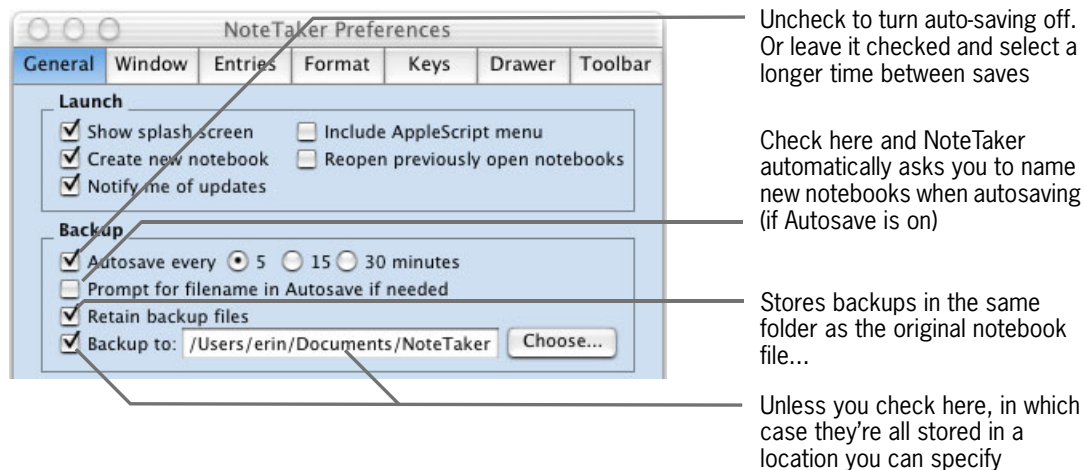 NoteTaker Preferences
General Window Entries Format Keys Drawer Toolbar
Launch
Show splash screen Include AppleScript menu
Create new notebook Reopen previously open notebooks
Notify me of updates
Backup
Autosave every 5 15 30 minutes
Prompt for filename in Autosave if needed
Retain backup files
Backup to: /Users/erin/Documents/NoteTaker Choose...
Uncheck to turn auto-saving off.
Or leave it checked and select a
longer time between saves
Check here and NoteTaker
automatically asks you to name
new notebooks when autosaving
(if Autosave is on)
Stores backups in the same
folder as the original notebook
file...
Unless you check here, in which
case they're all stored in a
location you can specify